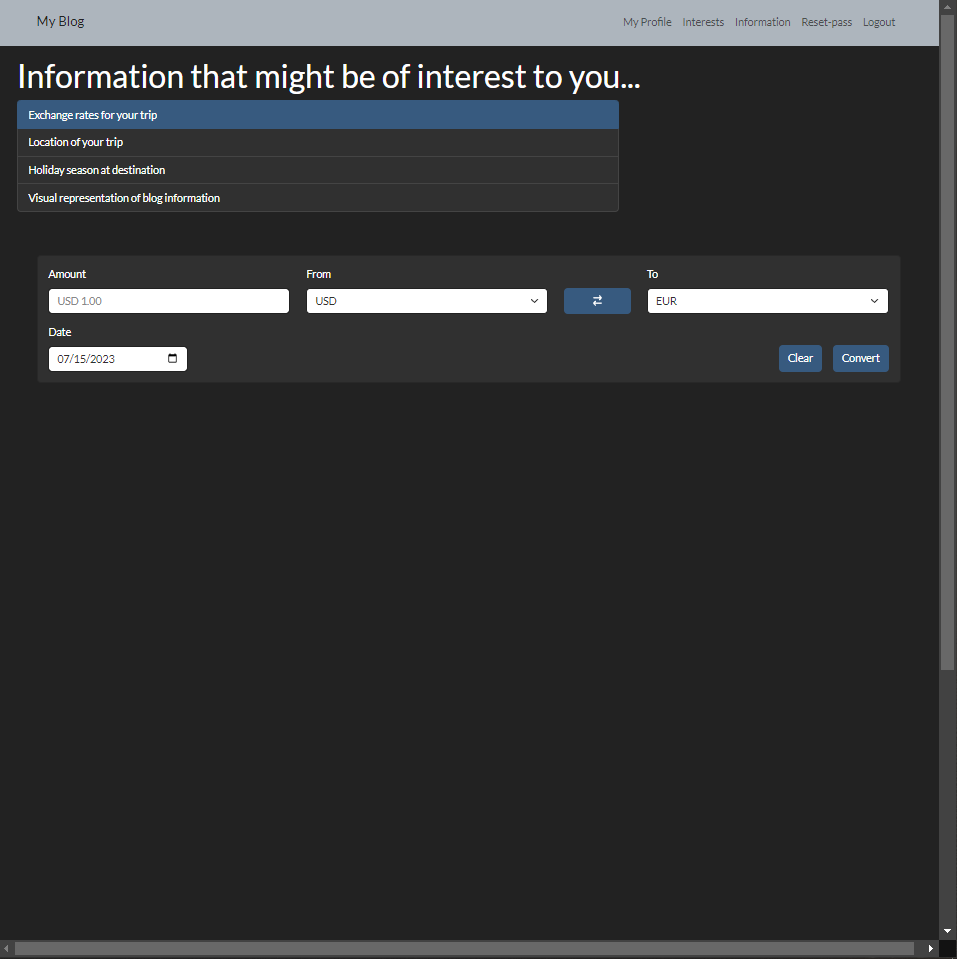 My Blog
My Profile Interests Information Reset-pass Logout
Information that might be of interest to you...
Exchange rates for your trip
Location of your trip
Holiday season at destination
Visual representation of blog information
Amount From To
USD 1.00 USD EUR
Date
07/15/2023 Clear Convert